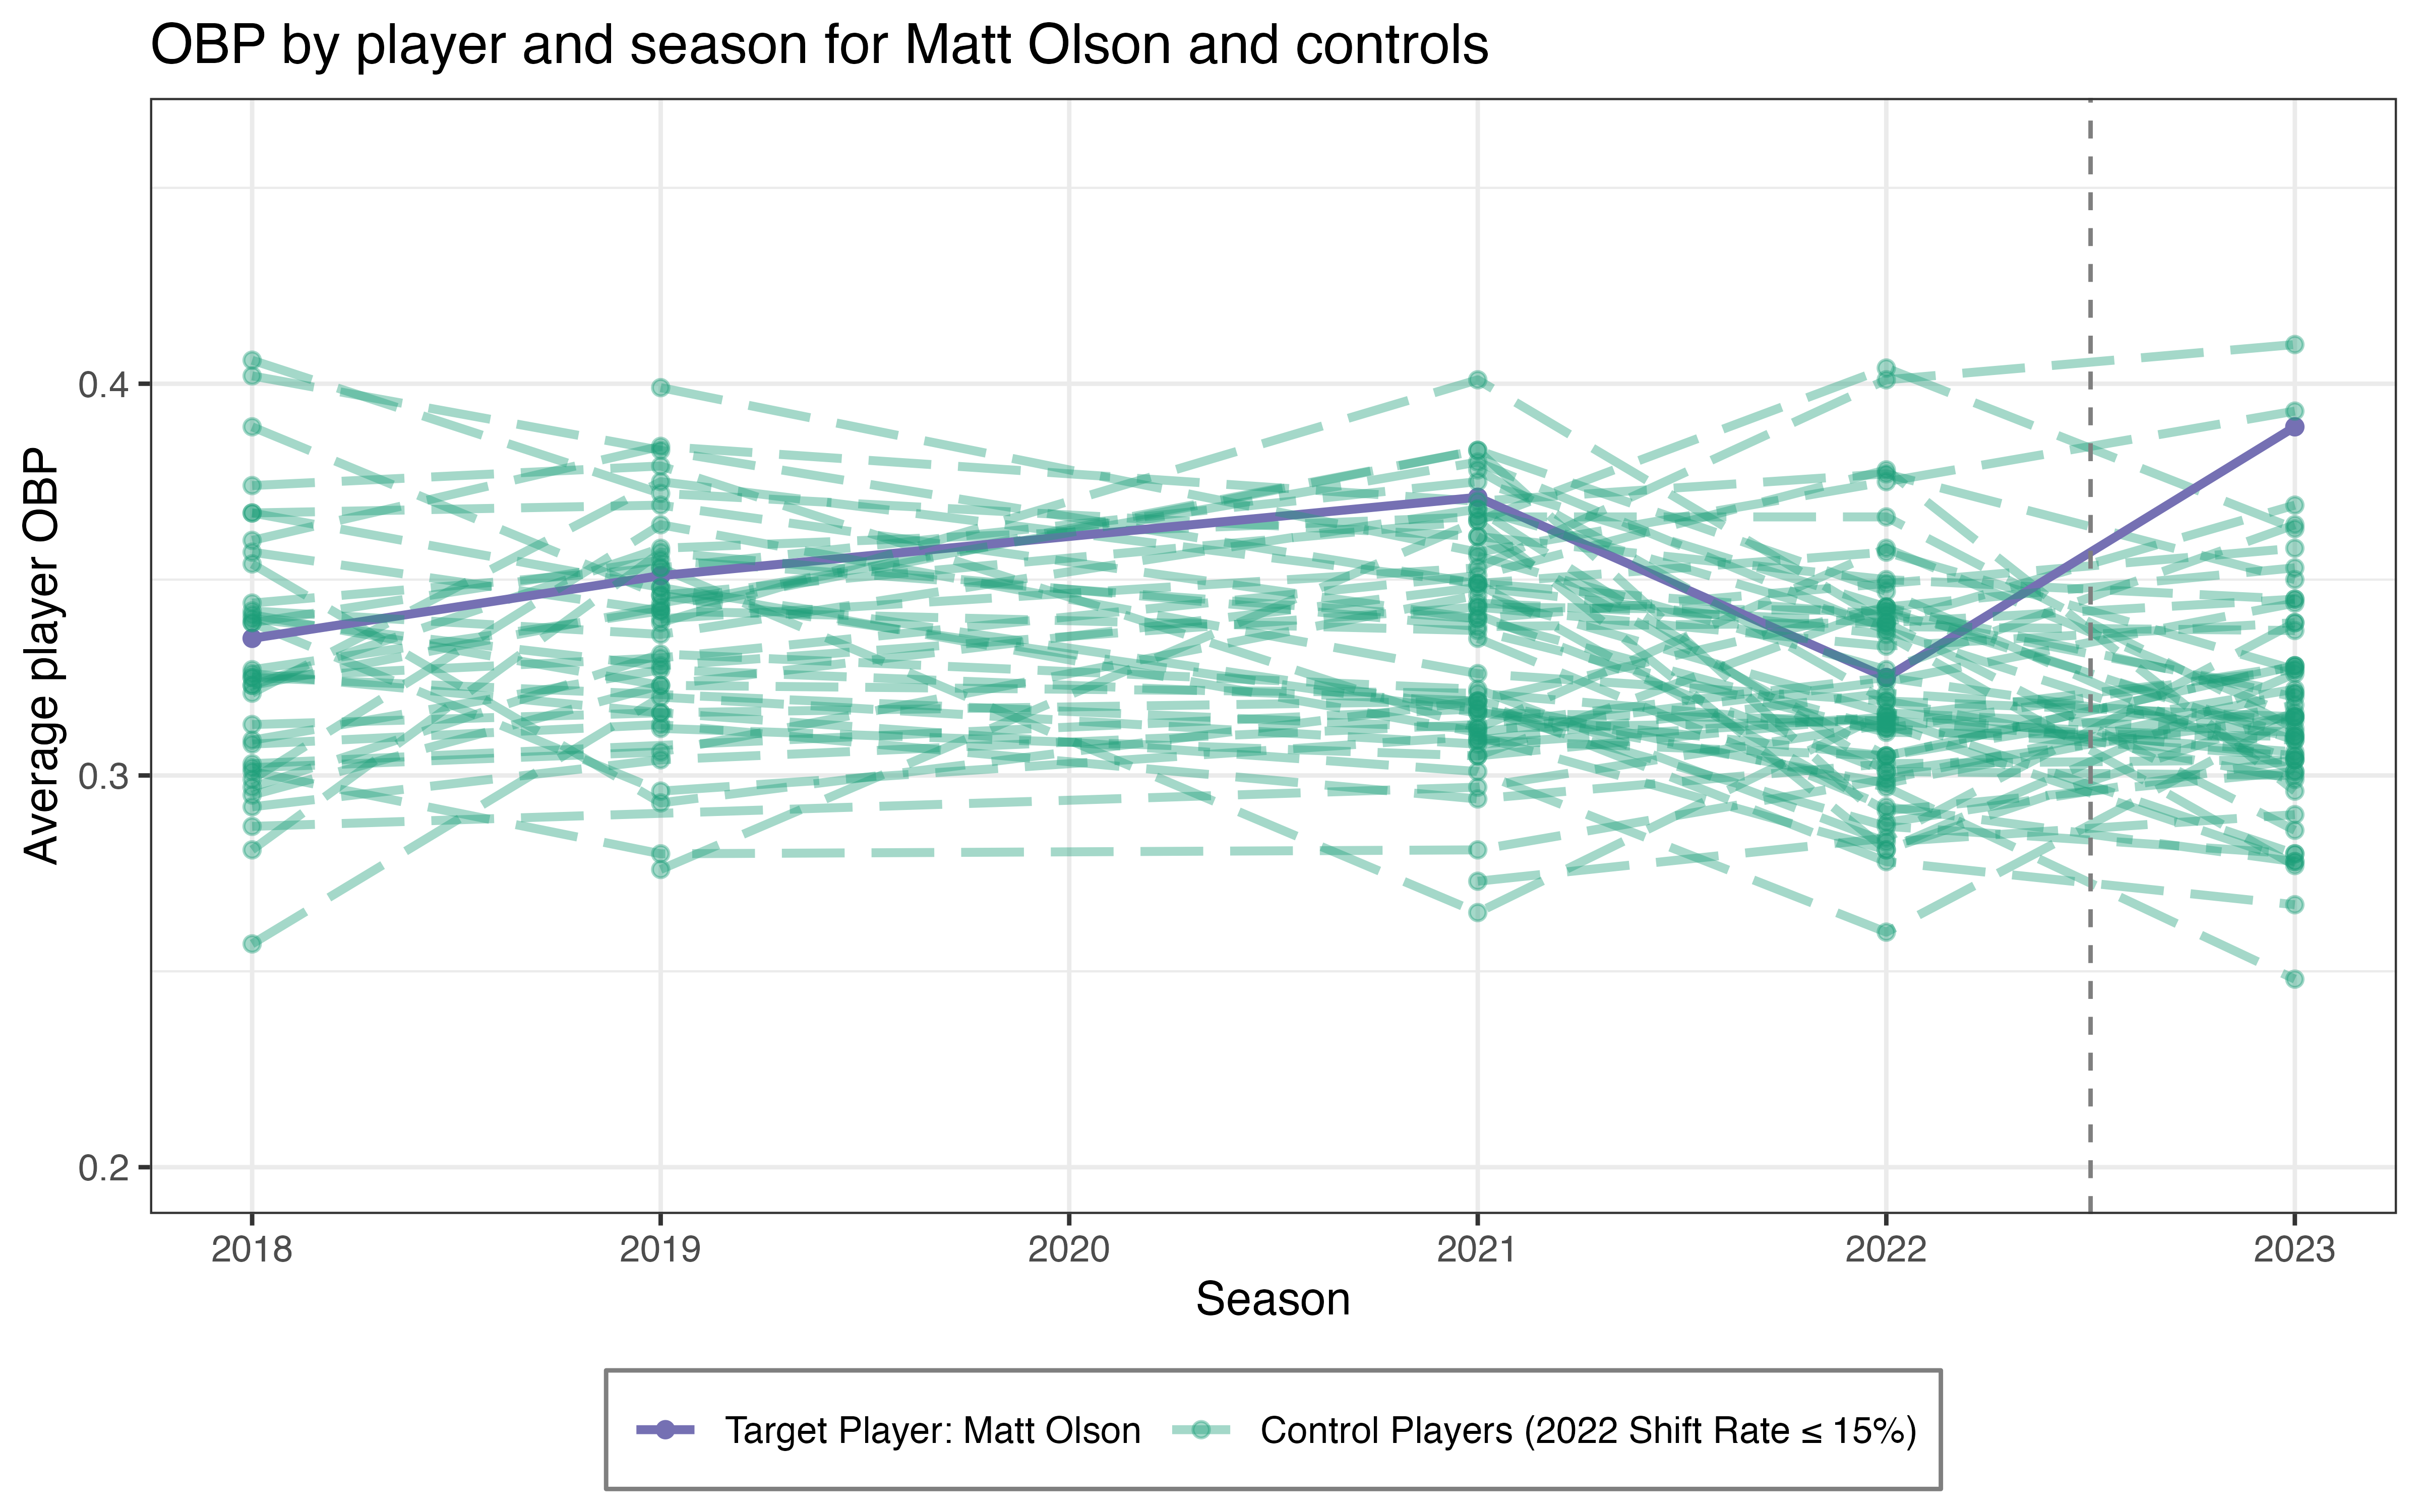 OBP by player and season for Matt Olson and controls
Average player OBP
0.4
0.3
0.2
2018 2019 2020 2021 2022 2023
Season
Target Player: Matt Olson Control Players (2022 Shift Rate ≤ 15%)